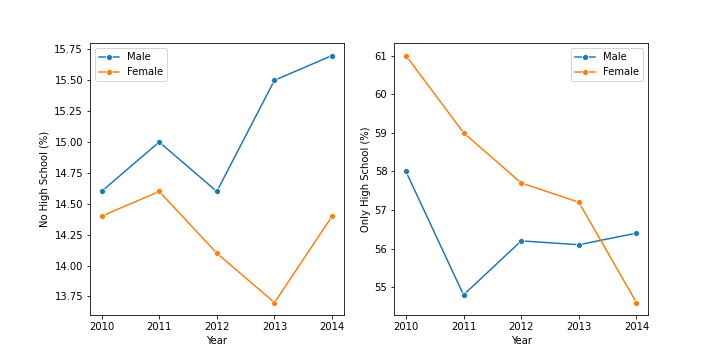 15.75
15.50
15.25
15.00
14.75
14.50
14.25
14.00
13.75
No High School (%)
Male
Female
2010 2011 2012 2013 2014
Year
61
60
59
58
57
56
55
Only High School (%)
Male
Female
2010 2011 2012 2013 2014
Year